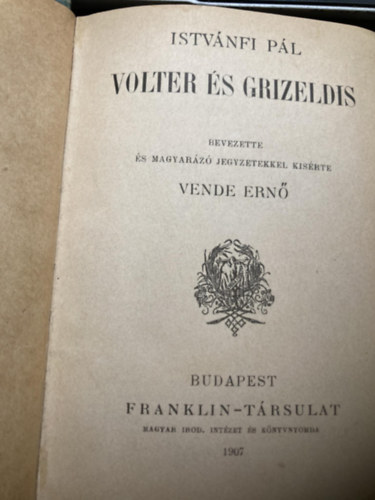 ISTVÁNFI PÁL
VOLTER ÉS GRIZELDIS
BEVEZETTE
ÉS MAGYARÁZÓ JEGYZETEKKEL KISÉRTE
VENDE ERNŐ
BUDAPEST
FRANKLIN-TÁRSULAT
MAGYAR IROD. INTÉZET ÉS KÖNYVNYOMDA
1907